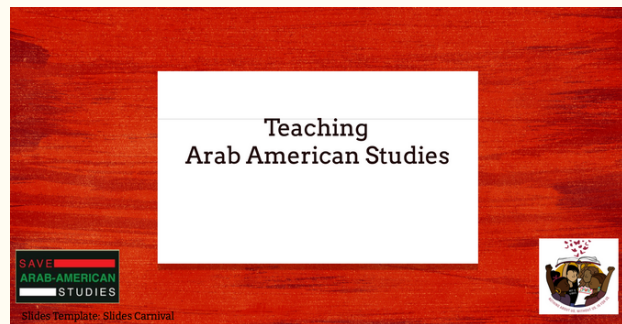 Teaching
Arab American Studies
SAVE
ARAB-AMERICAN
STUDIES
Slides Template: Slides Carnival